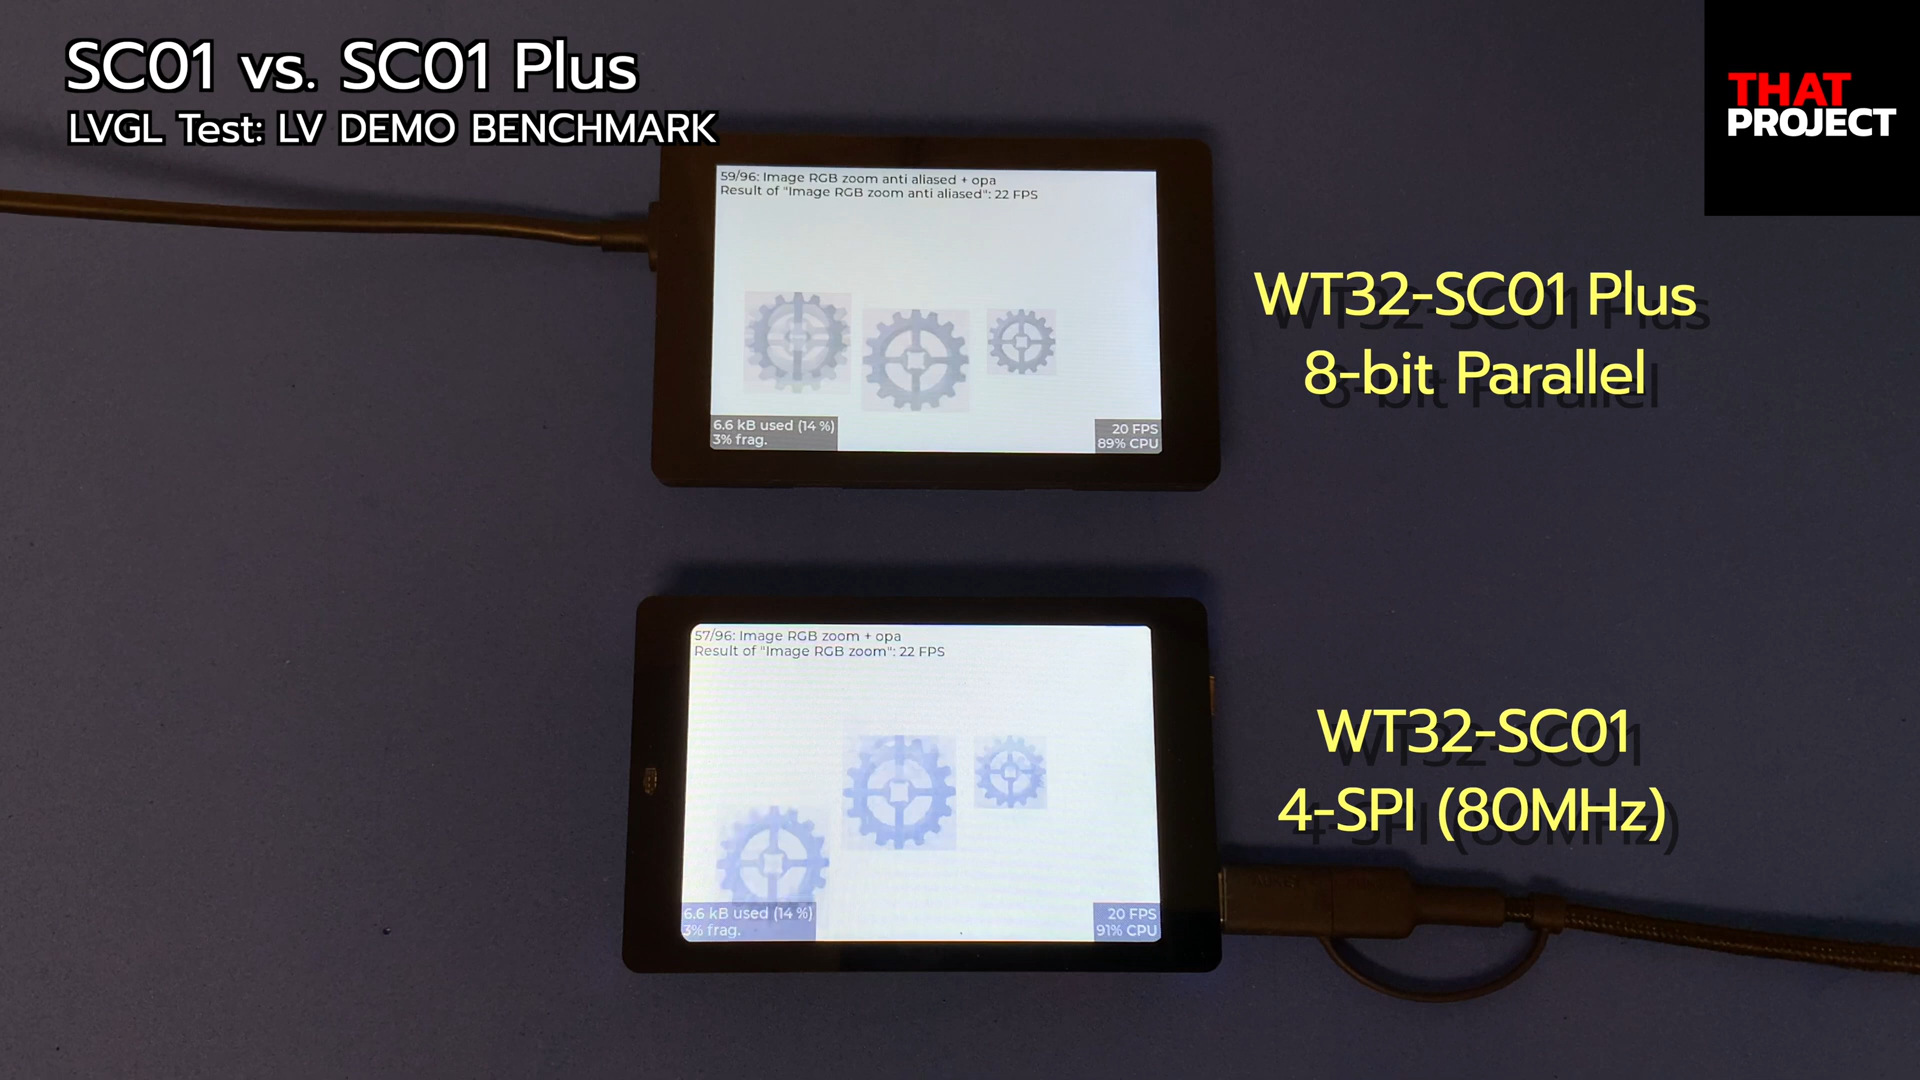 SC01 vs. SC01 Plus
LVGL Test: LV DEMO BENCHMARK
THAT
PROJECT
59/96: Image RGB zoom anti aliased + opa
Result of "Image RGB zoom anti aliased": 22 FPS
6.6 kB used (14 %)
3% frag.
20 FPS
89% CPU
WT32-SC01 Plus
8-bit Parallel
57/96: Image RGB zoom + opa
Result of "Image RGB zoom": 22 FPS
6.6 kB used (14 %)
3% frag.
20 FPS
91% CPU
WT32-SC01
4-SPI (80MHz)